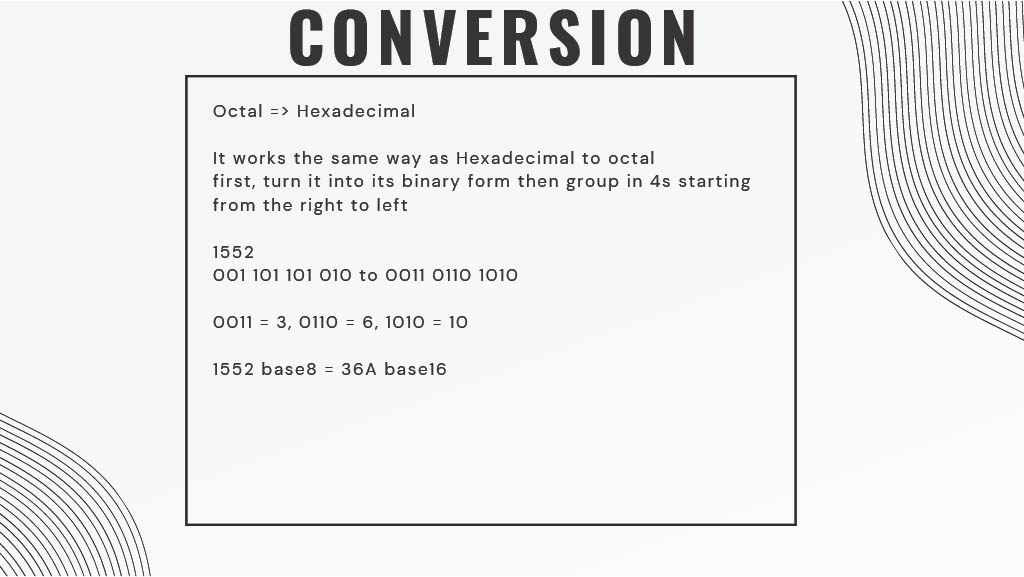 CONVERSION
Octal => Hexadecimal
It works the same way as Hexadecimal to octal
first, turn it into its binary form then group in 4s starting
from the right to left
1552
001 101 101 010 to 0011 0110 1010
0011 = 3, 0110 = 6, 1010 = 10
1552 base8 = 36A base16